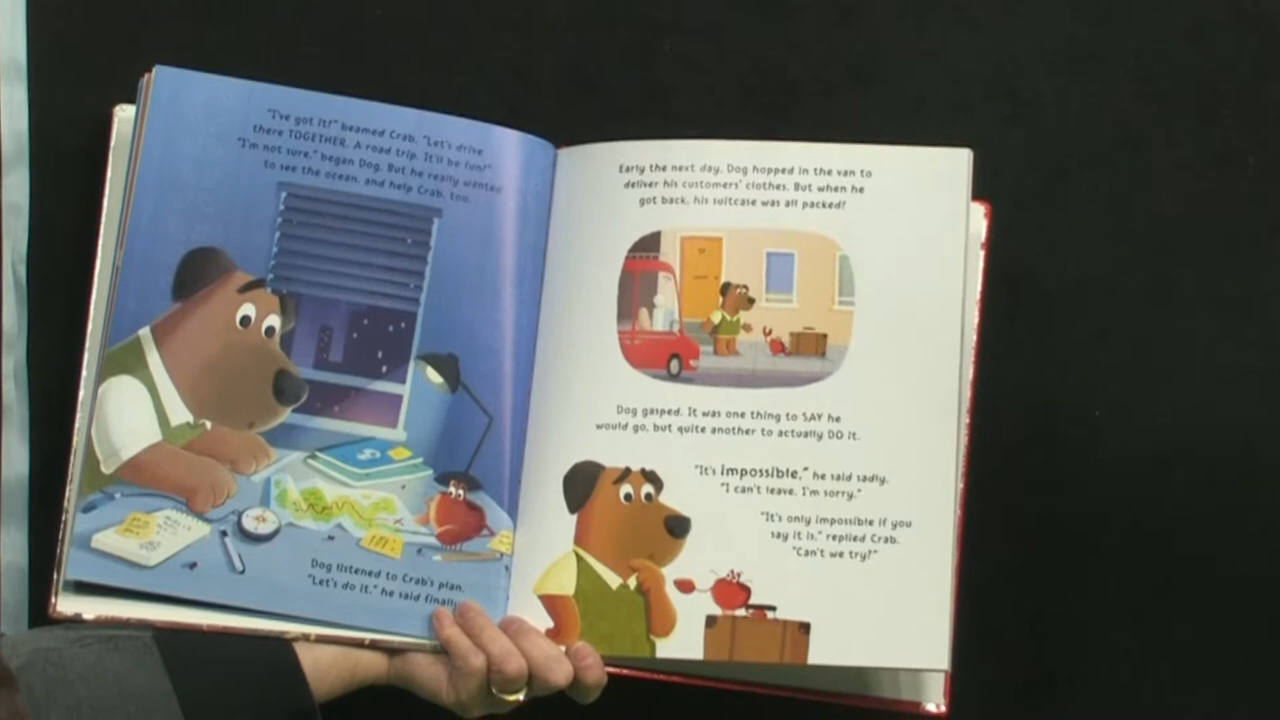 "I've got it!" beamed Crab. "Let's drive
there TOGETHER. A road trip. It'll be fun!"
"I'm not sure," began Dog. But he really wanted
to see the ocean, and help Crab, too.
Dog listened to Crab's plan.
"Let's do it," he said finally
Early the next day, Dog hopped in the van to
deliver his customers' clothes. But when he
got back, his suitcase was all packed!
Dog gasped. It was one thing to SAY he
would go, but quite another to actually DO it.
"It's impossible," he said sadly.
"I can't leave. I'm sorry."
"It's only impossible if you
say it is," replied Crab.
"Can't we try?"